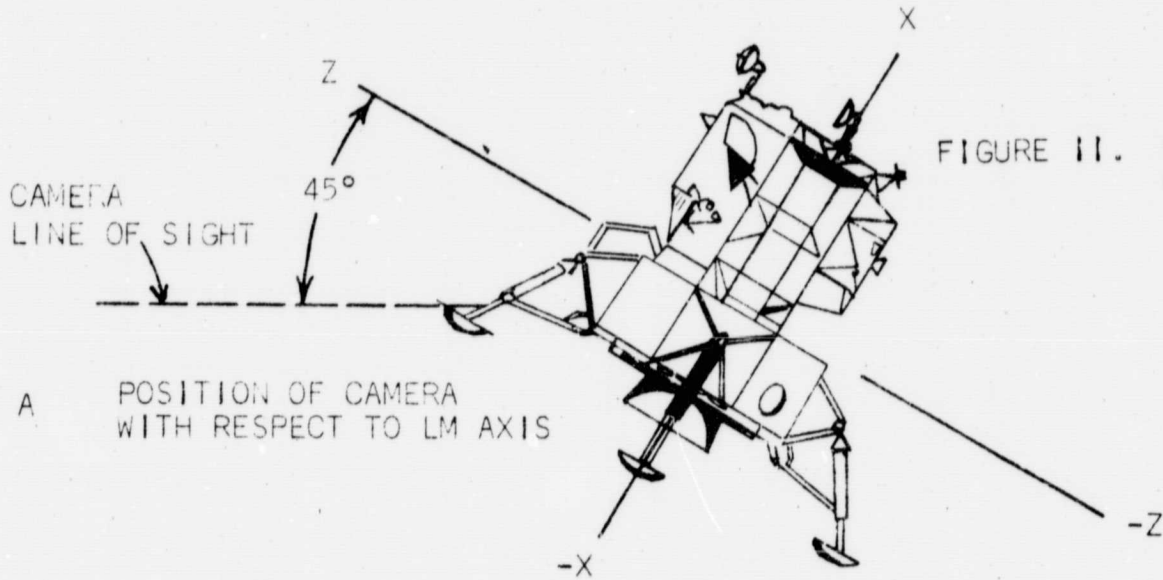 X
Z
FIGURE II.
45°
CAMERA
LINE OF SIGHT
A
POSITION OF CAMERA
WITH RESPECT TO LM AXIS
-Z
-X